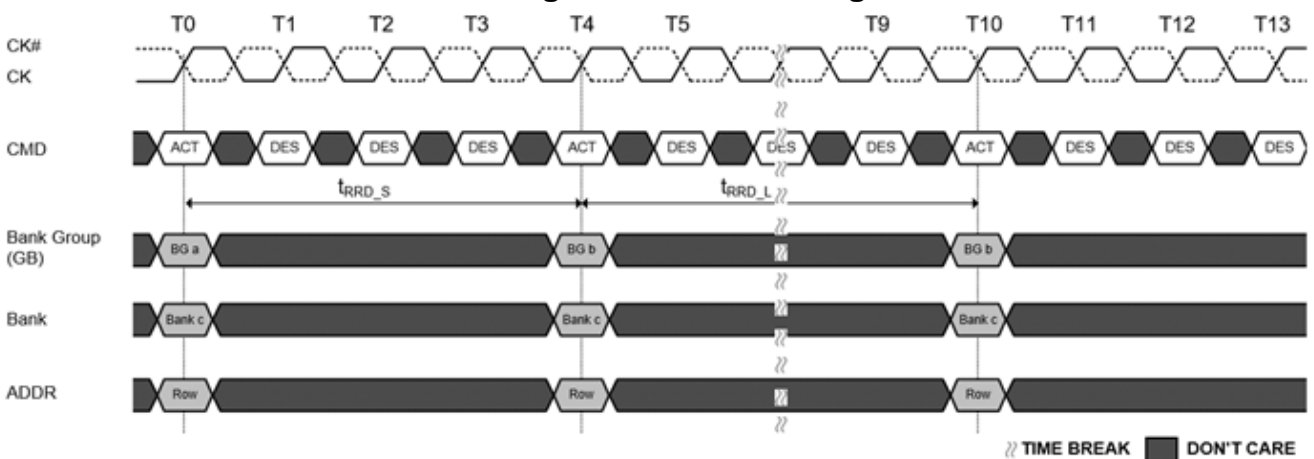 T0 T1 T2 T3 T4 T5 T9 T10 T11 T12 T13
CK#
CK
CMD ACT DES DES DES ACT DES DES DES ACT DES DES DES
tRRD_S tRRD_L
Bank Group
(GB)
BG a BG b BG b
Bank Bank c Bank c Bank c
ADDR Row Row Row
TIME BREAK DON'T CARE